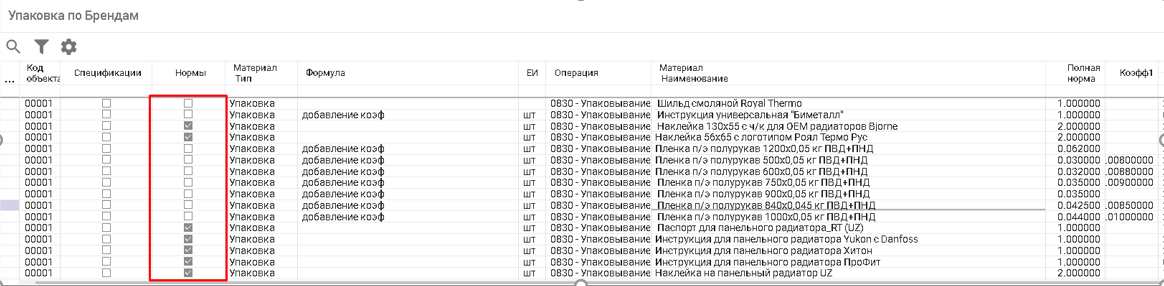 Упаковка по Брендам
... Код объекта Спецификации Нормы Материал Тип Формула ЕИ Операция Материал Наименование Полная норма Коэфф1
00001 Упаковка 0830 - Упаковывание Шильд смоляной Royal Thermo 1.000000
00001 Упаковка добавление коэф шт 0830 - Упаковывание Инструкция универсальная "Биметалл" 1.000000
00001 Упаковка шт 0830 - Упаковывание Наклейка 130х55 с ч/к для OEM радиаторов Bjorne 2.000000
00001 Упаковка шт 0830 - Упаковывание Наклейка 56х65 с логотипом Роял Термо Рус 2.000000
00001 Упаковка добавление коэф шт 0830 - Упаковывание Пленка п/э полурукав 1200х0,05 кг ПВД+ПНД 0.062000
00001 Упаковка добавление коэф шт 0830 - Упаковывание Пленка п/э полурукав 500х0,05 кг ПВД+ПНД 0.030000 .00800000
00001 Упаковка добавление коэф шт 0830 - Упаковывание Пленка п/э полурукав 600х0,05 кг ПВД+ПНД 0.032000 .00880000
00001 Упаковка добавление коэф шт 0830 - Упаковывание Пленка п/э полурукав 750х0,05 кг ПВД+ПНД 0.035000 .00900000
00001 Упаковка добавление коэф шт 0830 - Упаковывание Пленка п/э полурукав 900х0,05 кг ПВД+ПНД 0.035000
00001 Упаковка добавление коэф шт 0830 - Упаковывание Пленка п/э полурукав 840х0,045 кг ПВД+ПНД 0.042500 .00850000
00001 Упаковка добавление коэф шт 0830 - Упаковывание Пленка п/э полурукав 1000х0,05 кг ПВД+ПНД 0.044000 .01000000
00001 Упаковка шт 0830 - Упаковывание Паспорт для панельного радиатора_RT (UZ) 1.000000
00001 Упаковка шт 0830 - Упаковывание Инструкция для панельного радиатора Yukon с Danfoss 1.000000
00001 Упаковка шт 0830 - Упаковывание Инструкция для панельного радиатора Хитон 1.000000
00001 Упаковка шт 0830 - Упаковывание Инструкция для панельного радиатора ПроФит 1.000000
00001 Упаковка шт 0830 - Упаковывание Наклейка на панельный радиатор UZ 2.000000